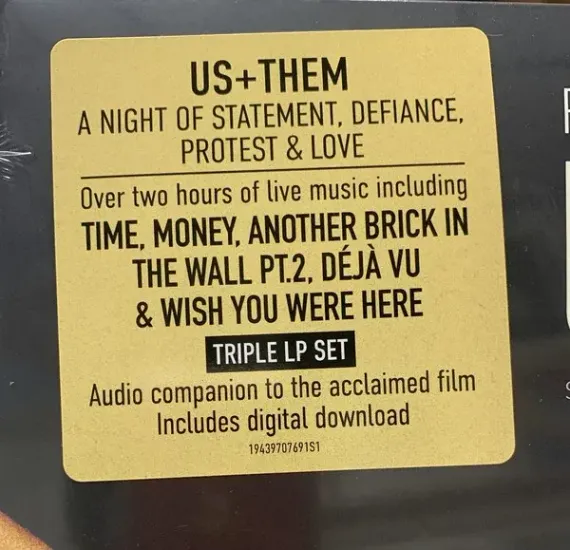 US+THEM
A NIGHT OF STATEMENT, DEFIANCE,
PROTEST & LOVE
Over two hours of live music including
TIME, MONEY, ANOTHER BRICK IN
THE WALL PT.2, DÉJÀ VU
& WISH YOU WERE HERE
TRIPLE LP SET
Audio companion to the acclaimed film
Includes digital download
19439707691S1